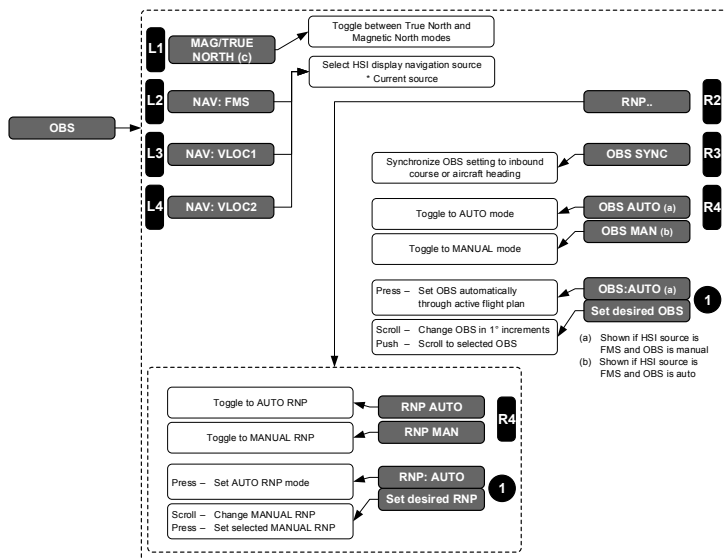 OBS
L1
MAG/TRUE
NORTH (c)
Toggle between True North and
Magnetic North modes
L2
NAV: FMS
Select HSI display navigation source
* Current source
L3
NAV: VLOC1
L4
NAV: VLOC2
RNP..
R2
Synchronize OBS setting to inbound
course or aircraft heading
OBS SYNC
R3
Toggle to AUTO mode
OBS AUTO (a)
R4
Toggle to MANUAL mode
OBS MAN (b)
Press – Set OBS automatically
through active flight plan
OBS:AUTO (a)
1
Set desired OBS
Scroll – Change OBS in 1° increments
Push – Scroll to selected OBS
(a) Shown if HSI source is
FMS and OBS is manual
(b) Shown if HSI source is
FMS and OBS is auto
Toggle to AUTO RNP
RNP AUTO
R4
Toggle to MANUAL RNP
RNP MAN
Press – Set AUTO RNP mode
RNP: AUTO
1
Set desired RNP
Scroll – Change MANUAL RNP
Press – Set selected MANUAL RNP